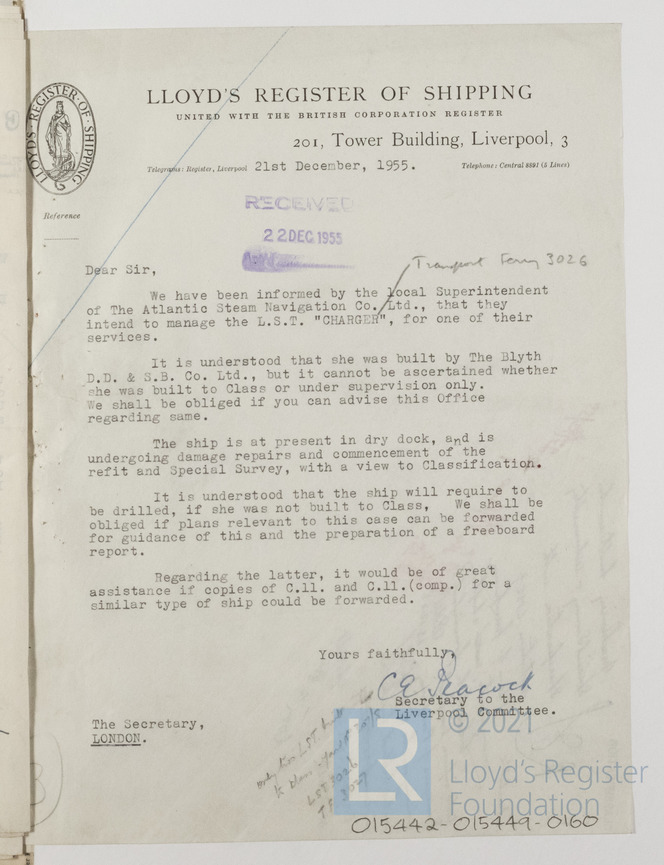 LLOYD'S REGISTER OF SHIPPING
UNITED WITH THE BRITISH CORPORATION REGISTER
201, Tower Building, Liverpool, 3
Telegrams: Register, Liverpool 21st December, 1955. Telephone: Central 8891 (5 Lines)
LLOYD'S·REGISTER·OF·SHIPPING
Reference
RECEIVED
22 DEC 1955
Transport Ferry 3026
Dear Sir,
We have been informed by the local Superintendent
of The Atlantic Steam Navigation Co. Ltd., that they
intend to manage the L.S.T. "CHARGER", for one of their
services.
It is understood that she was built by The Blyth
D.D. & S.B. Co. Ltd., but it cannot be ascertained whether
she was built to Class or under supervision only.
We shall be obliged if you can advise this Office
regarding same.
The ship is at present in dry dock, and is
undergoing damage repairs and commencement of the
refit and Special Survey, with a view to Classification.
It is understood that the ship will require to
be drilled, if she was not built to Class, We shall be
obliged if plans relevant to this case can be forwarded
for guidance of this and the preparation of a freeboard
report.
Regarding the latter, it would be of great
assistance if copies of C.11. and C.11.(comp.) for a
similar type of ship could be forwarded.
Yours faithfully,
CA Peacock
Secretary to the
Liverpool Committee.
The Secretary,
LONDON.
LST 3026
3027
LR
© 2021
Lloyd's Register
Foundation
015442-015449-0160